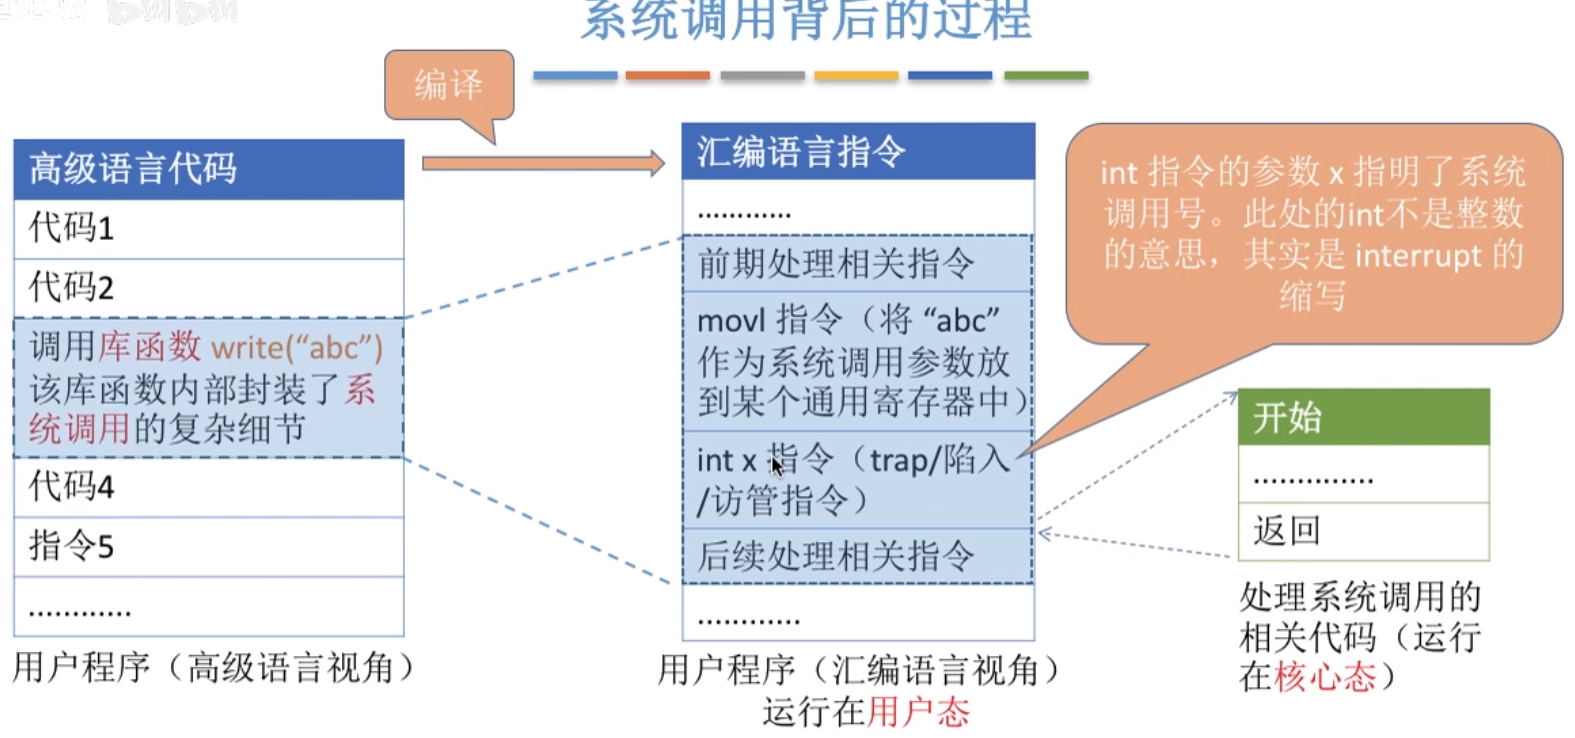 系统调用背后的过程
编译
高级语言代码
代码1
代码2
调用库函数 write(“abc”)
该库函数内部封装了系
统调用的复杂细节
代码4
指令5
............
用户程序（高级语言视角）
汇编语言指令
............
前期处理相关指令
movl 指令（将 “abc”
作为系统调用参数放
到某个通用寄存器中）
int x 指令（trap/陷入
/访管指令）
后续处理相关指令
............
用户程序（汇编语言视角）
运行在用户态
int 指令的参数 x 指明了系统
调用号。此处的int不是整数
的意思，其实是 interrupt 的
缩写
开始
..............
返回
处理系统调用的
相关代码（运行
在核心态）